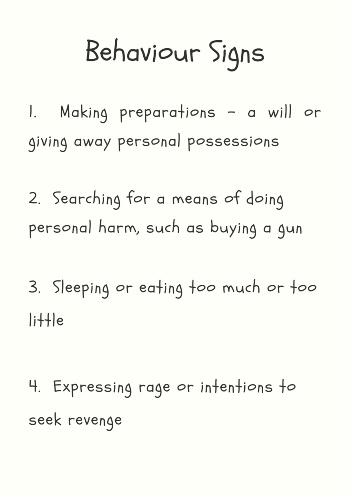 Behaviour Signs
1. Making preparations – a will or
giving away personal possessions
2. Searching for a means of doing
personal harm, such as buying a gun
3. Sleeping or eating too much or too
little
4. Expressing rage or intentions to
seek revenge